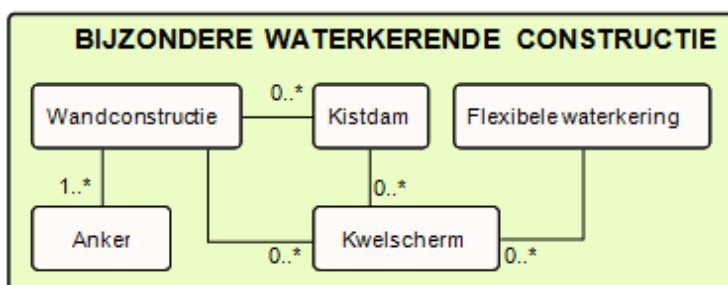 BIJZONDERE WATERKERENDE CONSTRUCTIE
Wandconstructie
0..*
Kistdam
Flexibele waterkering
1..*
0..*
Anker
Kwelscherm
0..*
0..*